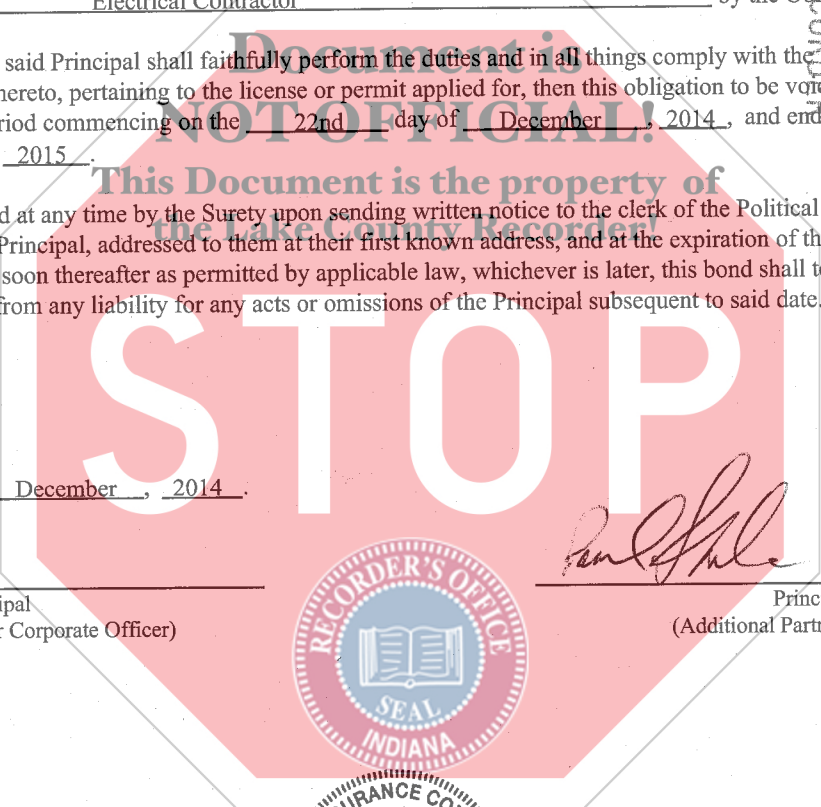 Electrical Contractor by the
said Principal shall faithfully perform the duties and in all things comply with the
hereto, pertaining to the license or permit applied for, then this obligation to be void
riod commencing on the 22nd day of December, 2014, and end
2015.
d at any time by the Surety upon sending written notice to the clerk of the Political
Principal, addressed to them at their first known address, and at the expiration of th
soon thereafter as permitted by applicable law, whichever is later, this bond shall t
from any liability for any acts or omissions of the Principal subsequent to said date.
Document is
NOT OFFICIAL!
This Document is the property of
the Lake County Recorder!
STOP
December, 2014.
ipal
r Corporate Officer)
Princ
(Additional Partn
RECORDER'S OFFICE
SEAL
INDIANA
URANCE CO